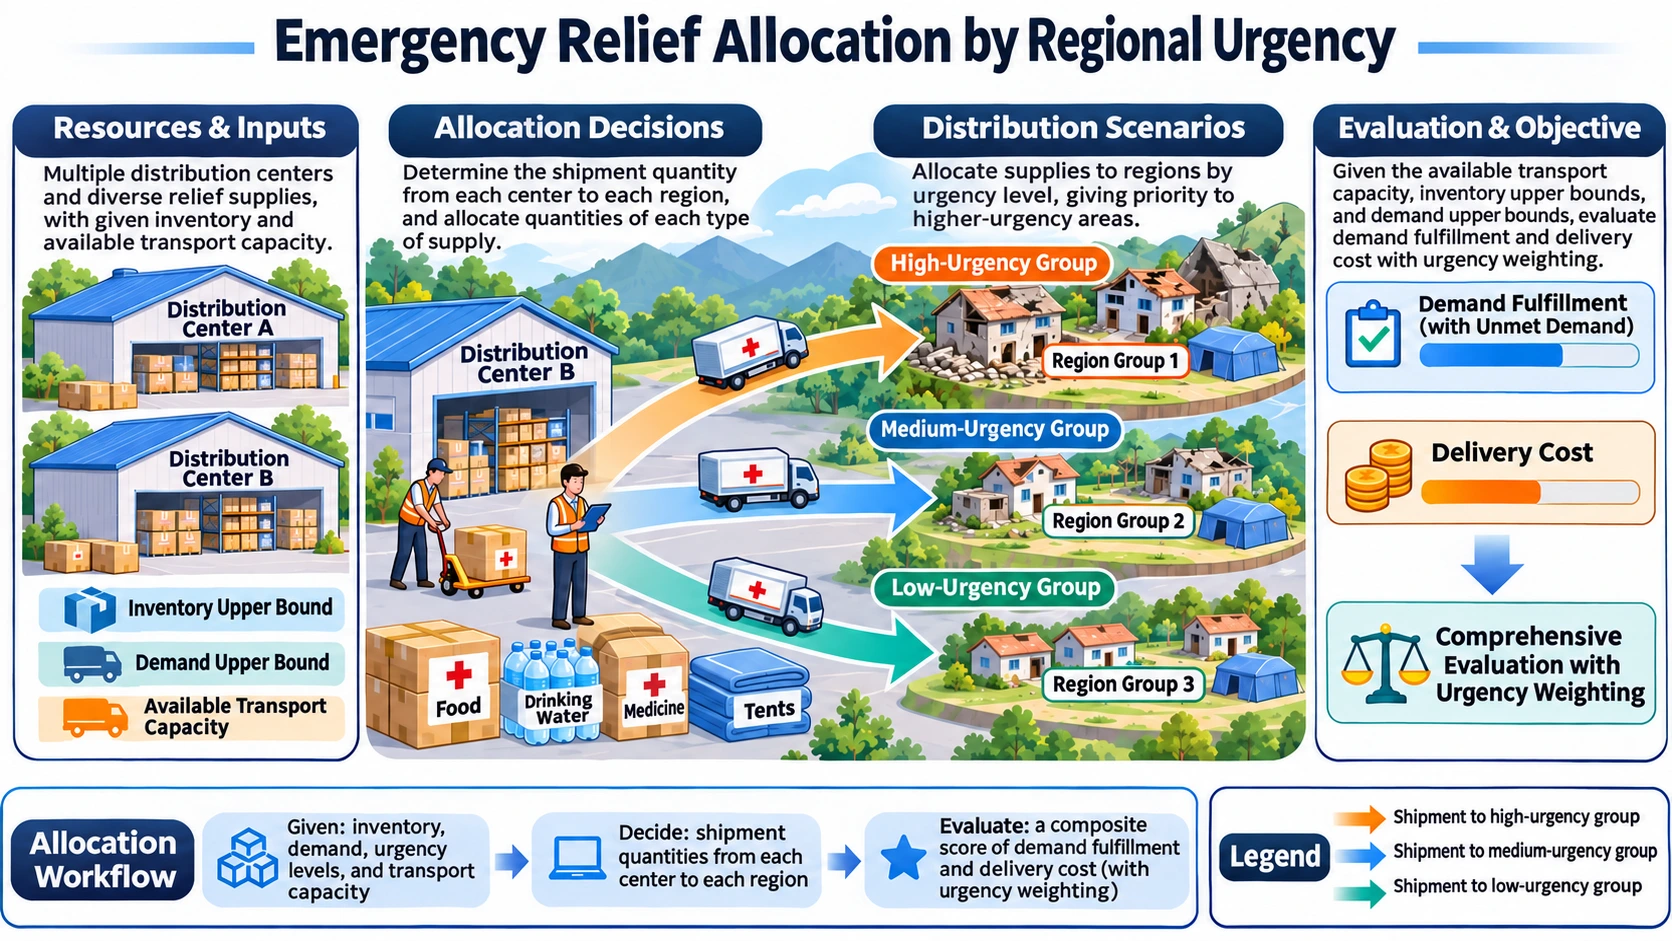 Emergency Relief Allocation by Regional Urgency
Resources & Inputs
Multiple distribution centers
and diverse relief supplies,
with given inventory and
available transport capacity.
Distribution
Center A
Distribution
Center B
Inventory Upper Bound
Demand Upper Bound
Available Transport
Capacity
Allocation Decisions
Determine the shipment quantity
from each center to each region,
and allocate quantities of each type
of supply.
Distribution
Center B
Food
Drinking
Water
Medicine
Tents
Distribution Scenarios
Allocate supplies to regions by
urgency level, giving priority to
higher-urgency areas.
High-Urgency Group
Region Group 1
Medium-Urgency Group
Region Group 2
Low-Urgency Group
Region Group 3
Evaluation & Objective
Given the available transport
capacity, inventory upper bounds,
and demand upper bounds, evaluate
demand fulfillment and delivery
cost with urgency weighting.
Demand Fulfillment
(with Unmet Demand)
Delivery Cost
Comprehensive
Evaluation with
Urgency Weighting
Allocation
Workflow
Given: inventory,
demand, urgency
levels, and transport
capacity
Decide: shipment
quantities from each
center to each region
Evaluate: a composite
score of demand fulfillment
and delivery cost (with
urgency weighting)
Legend
Shipment to high-urgency group
Shipment to medium-urgency group
Shipment to low-urgency group